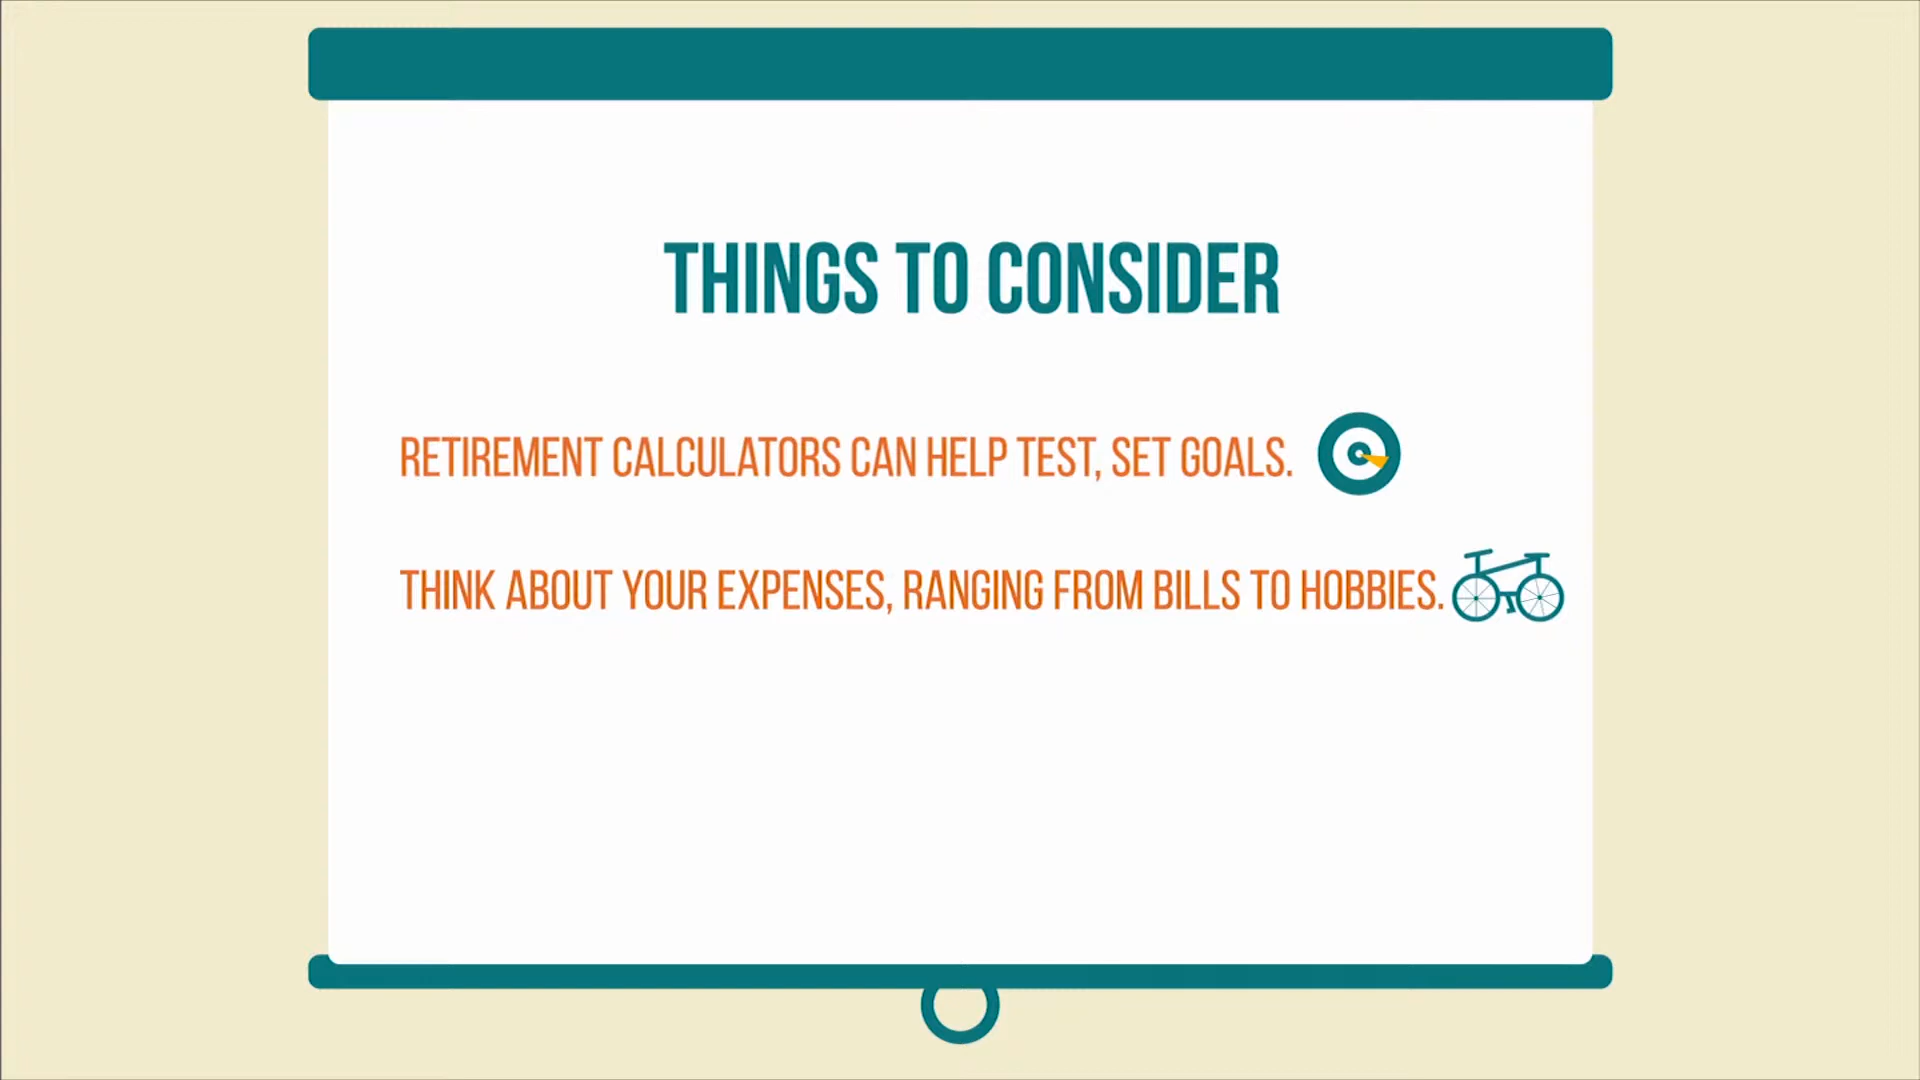 THINGS TO CONSIDER
RETIREMENT CALCULATORS CAN HELP TEST, SET GOALS.
THINK ABOUT YOUR EXPENSES, RANGING FROM BILLS TO HOBBIES.